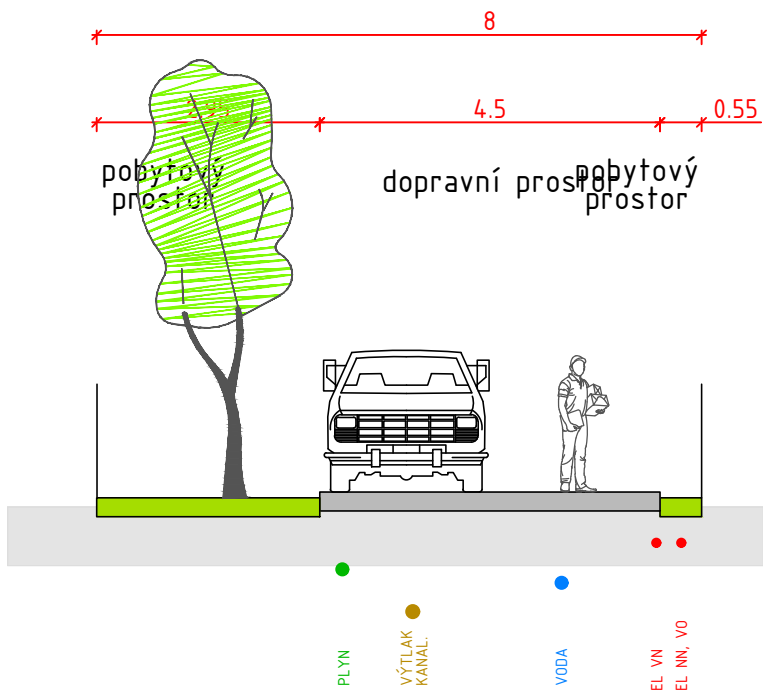 8
2.95
4.5
0.55
pobytový
prostor
dopravní prostor
pobytový
prostor
PLYN
VÝTLAK
KANAL.
VODA
EL VN
EL NN, VO